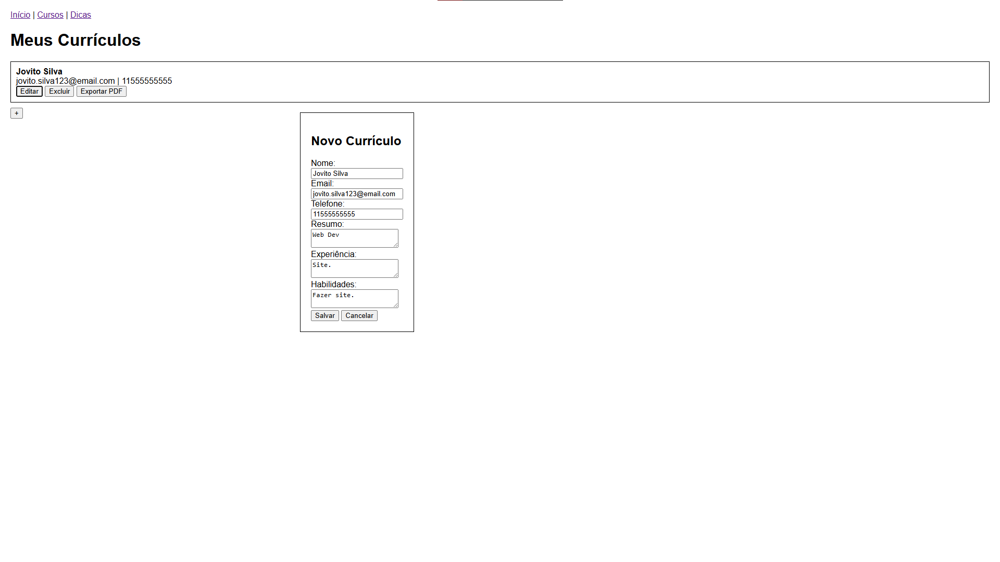 Início | Cursos | Dicas
Meus Currículos
Jovito Silva
jovito.silva123@email.com | 11555555555
Editar Excluir Exportar PDF
+
Novo Currículo
Nome:
Jovito Silva
Email:
jovito.silva123@email.com
Telefone:
11555555555
Resumo:
Web Dev
Experiência:
Site.
Habilidades:
Fazer site.
Salvar Cancelar